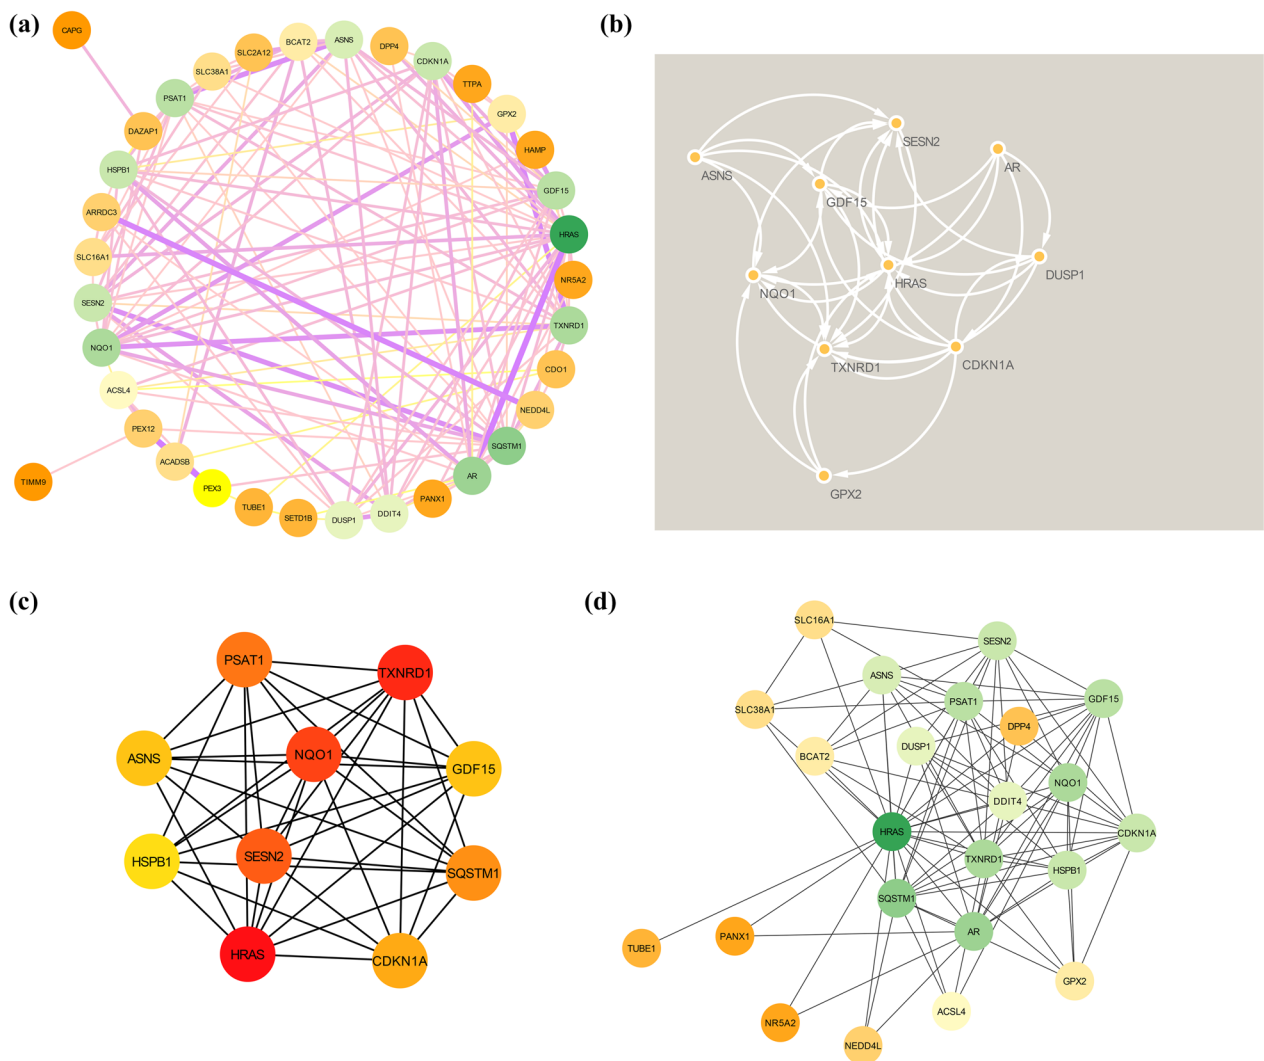 (a)
CAPG
SLC2A12
BCAT2
ASNS
DPP4
CDKN1A
SLC38A1
TTPA
PSAT1
GPX2
DAZAP1
HAMP
HSPB1
GDF15
ARRDC3
HRAS
SLC16A1
NR5A2
SESN2
TXNRD1
NQO1
CDO1
ACSL4
NEDD4L
PEX12
SQSTM1
ACADSB
AR
TIMM9
PEX3
PANX1
TUBE1
SETD1B
DUSP1
DDIT4
(b)
SESN2
AR
ASNS
GDF15
DUSP1
HRAS
NQO1
CDKN1A
TXNRD1
GPX2
(c)
PSAT1
TXNRD1
NQO1
ASNS
GDF15
SESN2
HSPB1
SQSTM1
HRAS
CDKN1A
(d)
SLC16A1
SESN2
ASNS
PSAT1
GDF15
SLC38A1
DPP4
DUSP1
BCAT2
NQO1
DDIT4
HRAS
CDKN1A
TXNRD1
HSPB1
SQSTM1
AR
PANX1
TUBE1
GPX2
ACSL4
NR5A2
NEDD4L